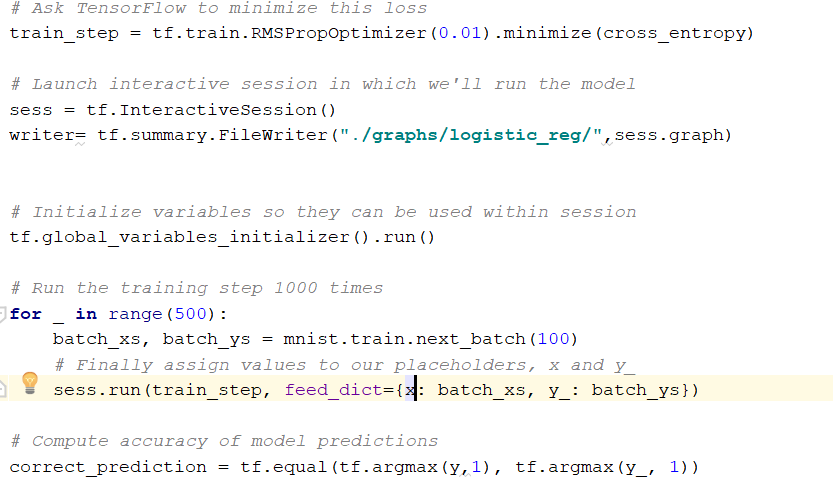 # Ask TensorFlow to minimize this loss
train_step = tf.train.RMSPropOptimizer(0.01).minimize(cross_entropy)
# Launch interactive session in which we'll run the model
sess = tf.InteractiveSession()
writer= tf.summary.FileWriter("./graphs/logistic_reg/",sess.graph)
# Initialize variables so they can be used within session
tf.global_variables_initializer().run()
# Run the training step 1000 times
for _ in range(500):
    batch_xs, batch_ys = mnist.train.next_batch(100)
    # Finally assign values to our placeholders, x and y_
    sess.run(train_step, feed_dict={x: batch_xs, y_: batch_ys})
# Compute accuracy of model predictions
correct_prediction = tf.equal(tf.argmax(y,1), tf.argmax(y_, 1))